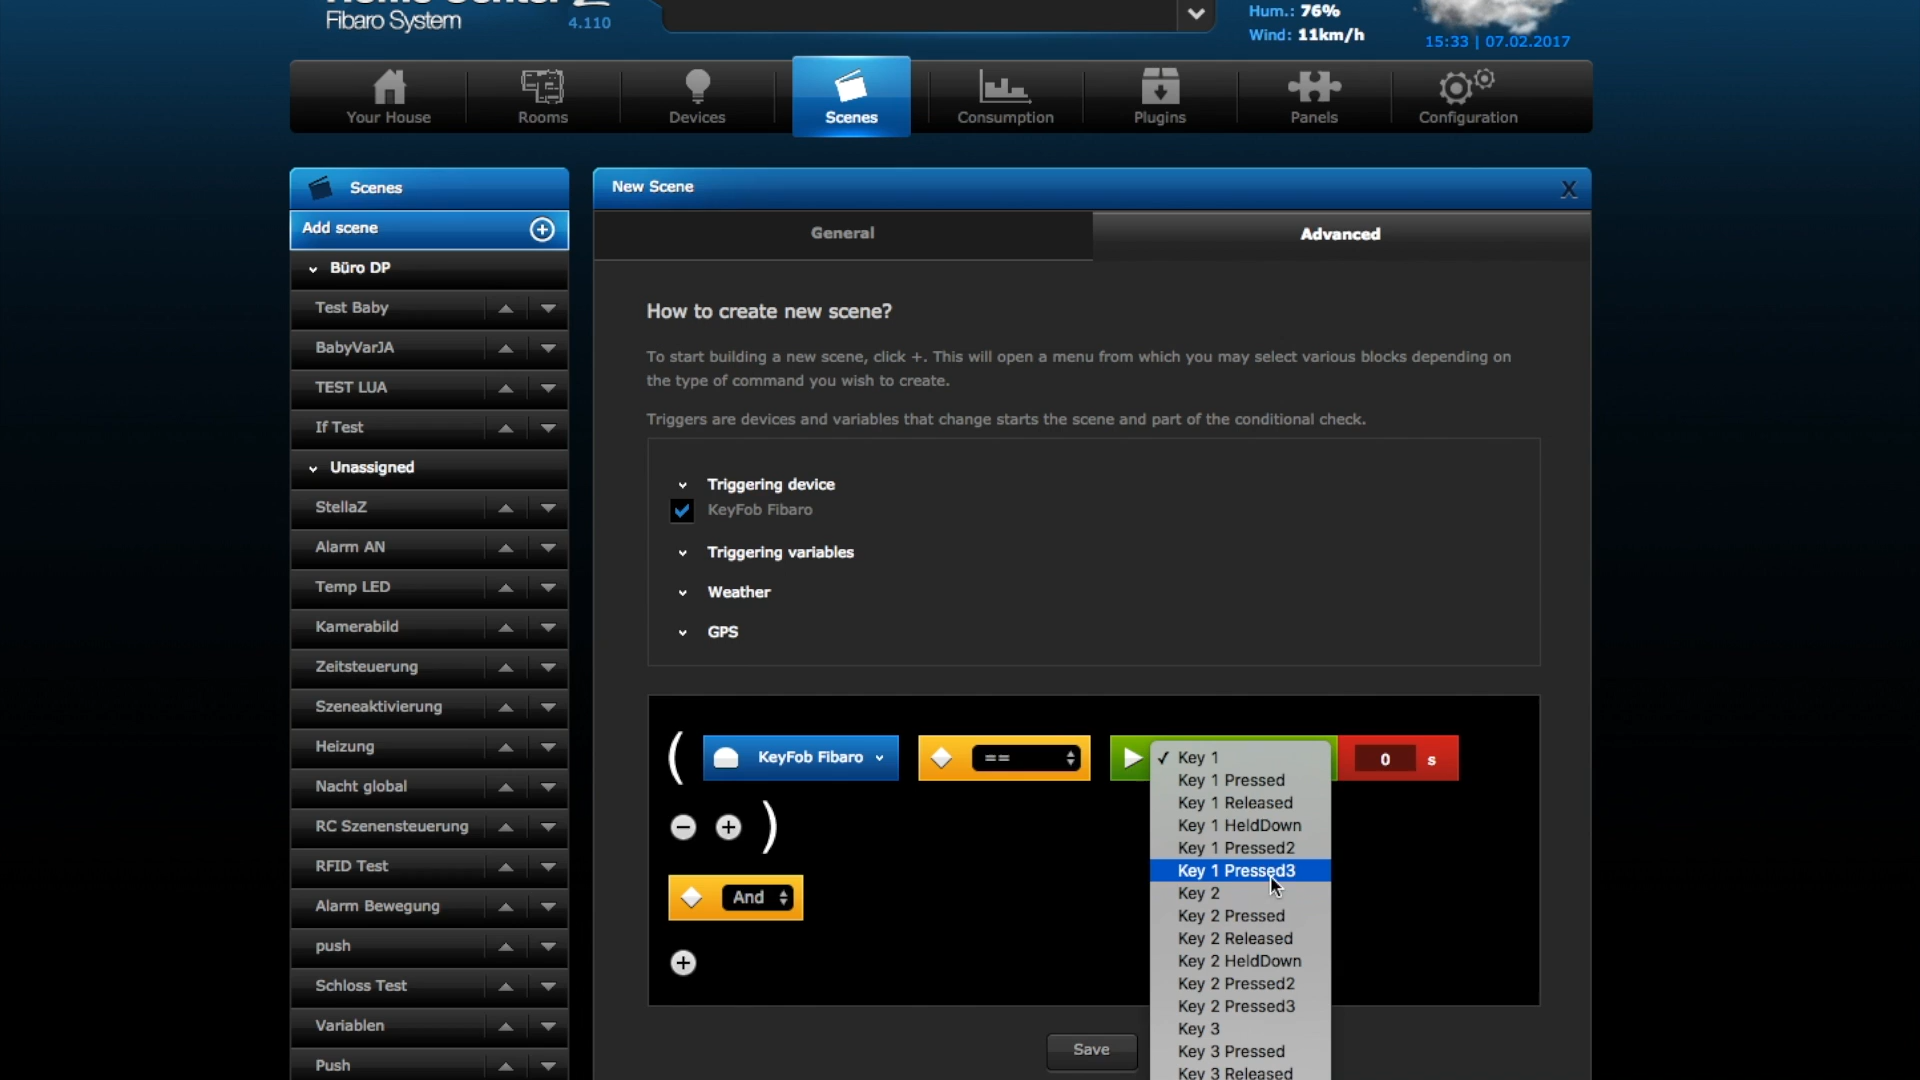 Fibaro System
4.110
Hum.: 76%
Wind: 11km/h
15:33 | 07.02.2017
Your House
Rooms
Devices
Scenes
Consumption
Plugins
Panels
Configuration
Scenes
Add scene
Büro DP
Test Baby
BabyVarJA
TEST LUA
If Test
Unassigned
StellaZ
Alarm AN
Temp LED
Kamerabild
Zeitsteuerung
Szeneaktivierung
Heizung
Nacht global
RC Szenensteuerung
RFID Test
Alarm Bewegung
push
Schloss Test
Variablen
Push
New Scene
X
General
Advanced
How to create new scene?
To start building a new scene, click +. This will open a menu from which you may select various blocks depending on
the type of command you wish to create.
Triggers are devices and variables that change starts the scene and part of the conditional check.
Triggering device
KeyFob Fibaro
Triggering variables
Weather
GPS
( KeyFob Fibaro == ✓ Key 1 0 s
Key 1 Pressed
Key 1 Released
Key 1 HeldDown
Key 1 Pressed2
Key 1 Pressed3
Key 2
Key 2 Pressed
Key 2 Released
Key 2 HeldDown
Key 2 Pressed2
Key 2 Pressed3
Key 3
Key 3 Pressed
Key 3 Released
)
And
Save